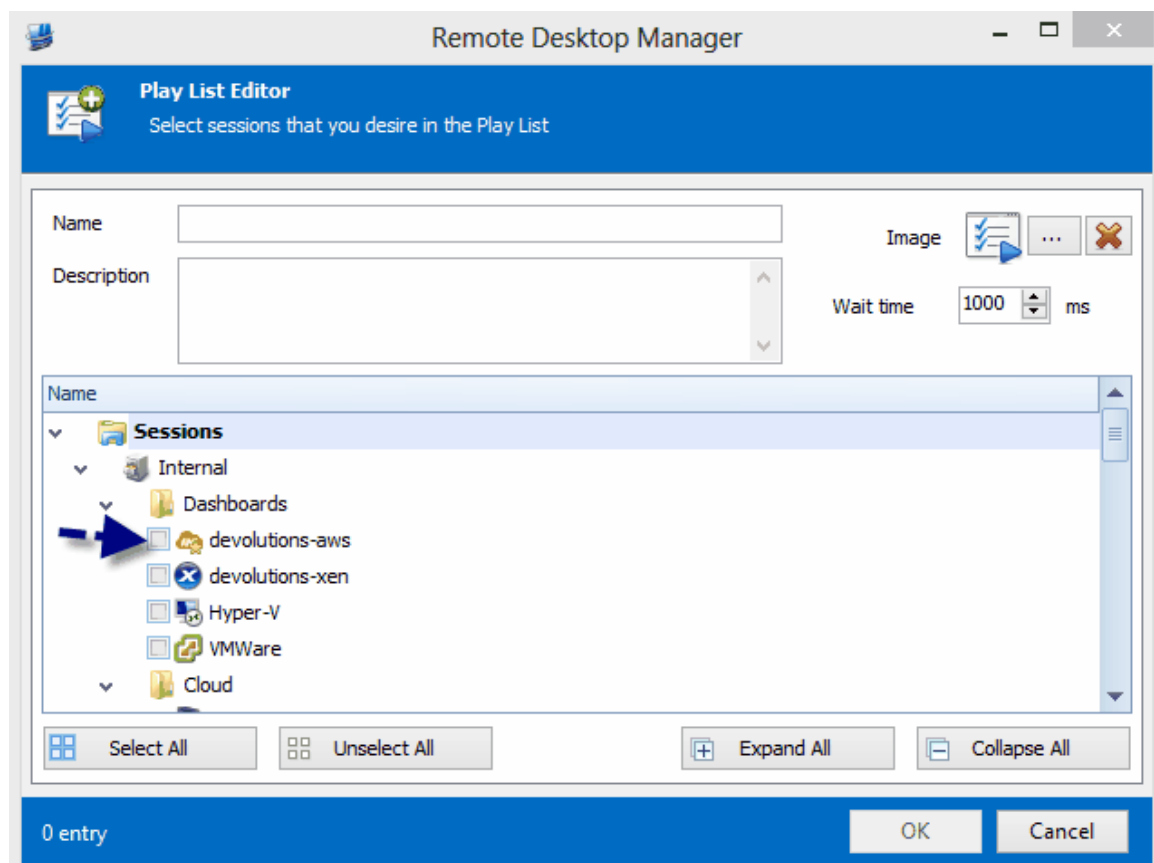 Remote Desktop Manager
Play List Editor
Select sessions that you desire in the Play List
Name
Image
...
Description
Wait time 1000 ms
Name
Sessions
Internal
Dashboards
devolutions-aws
devolutions-xen
Hyper-V
VMWare
Cloud
Select All Unselect All Expand All Collapse All
0 entry OK Cancel